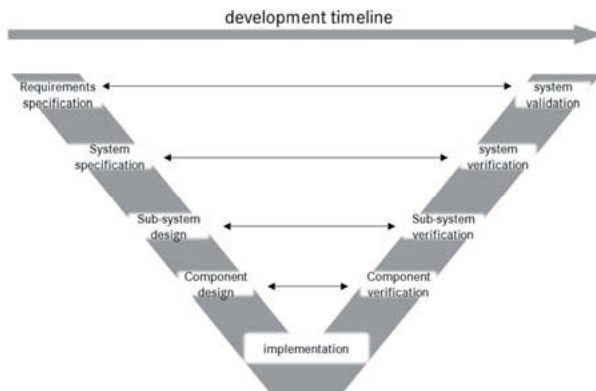 development timeline
Requirements
specification
system
validation
System
specification
system
verification
Sub-system
design
Sub-system
verification
Component
design
Component
verification
implementation